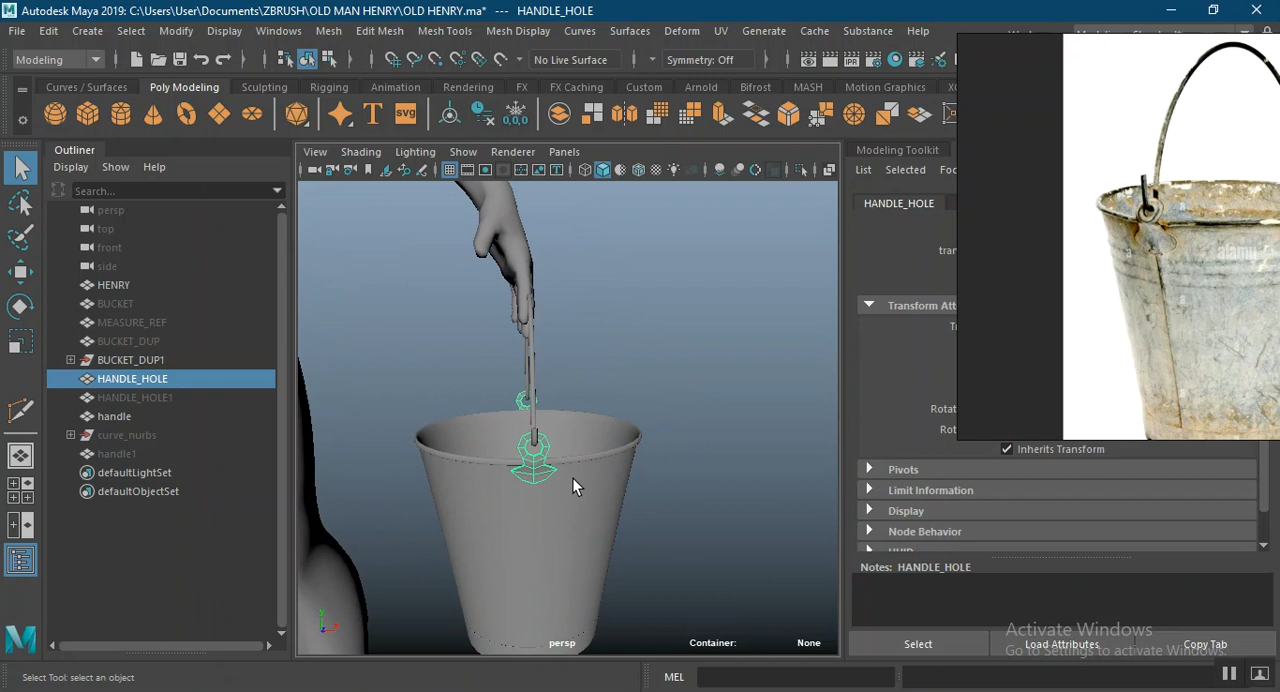 Autodesk Maya 2019: C:\Users\User\Documents\ZBRUSH\OLD MAN HENRY\OLD HENRY.ma*   ---   HANDLE_HOLE
File Edit Create Select Modify Display Windows Mesh Edit Mesh Mesh Tools Mesh Display Curves Surfaces Deform UV Generate Cache Substance Help
Modeling No Live Surface Symmetry: Off
Curves / Surfaces Poly Modeling Sculpting Rigging Animation Rendering FX FX Caching Custom Arnold Bifrost MASH Motion Graphics
SVG 0,0,0
IPR
Outliner
Display Show Help
Search...
persp
top
front
side
HENRY
BUCKET
MEASURE_REF
BUCKET_DUP
BUCKET_DUP1
HANDLE_HOLE
HANDLE_HOLE1
handle
curve_nurbs
handle1
defaultLightSet
defaultObjectSet
View Shading Lighting Show Renderer Panels
persp Container: None
y
Modeling Toolkit
List Selected
HANDLE_HOLE
Transform
Inherits Transform
Pivots
Limit Information
Display
Node Behavior
Notes: HANDLE_HOLE
Select Load Attributes Copy Tab
Activate Windows
Go to Settings to activate Windows.
a alamy
a
Select Tool: select an object
MEL